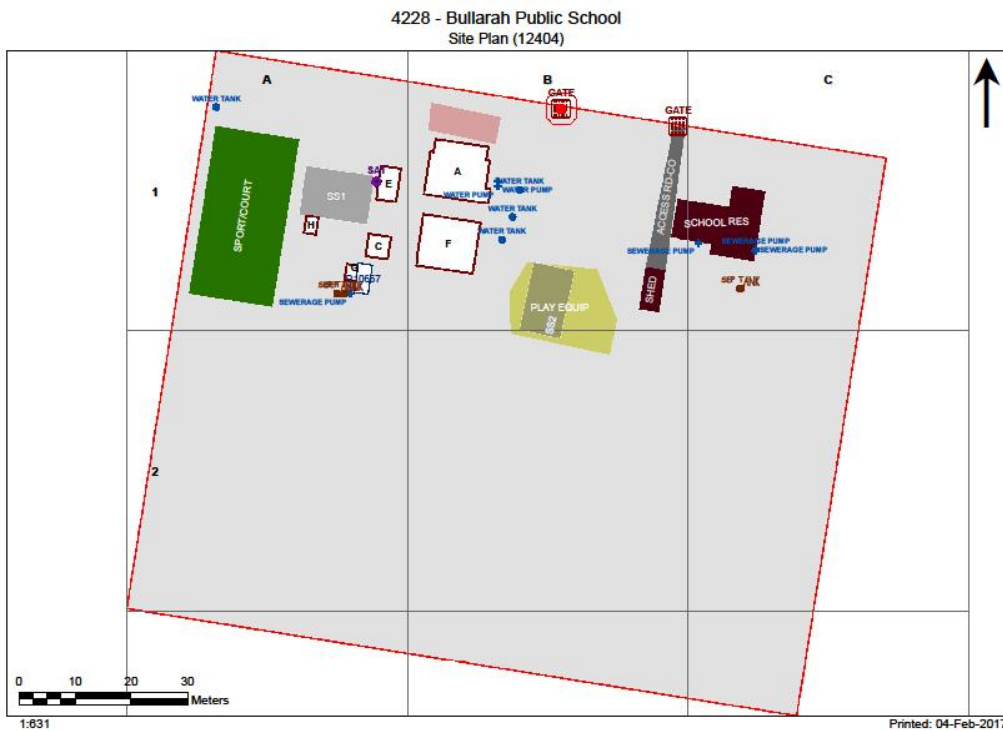 4228 - Bullarah Public School
Site Plan (12404)
A
B
C
GATE
WATER TANK
GATE
1
SAT
E
A
WATER TANK
WATER PUMP
WATER PUMP
SS1
SPORT/COURT
ACCESS RD-CO
SCHOOL RES
WATER TANK
H
WATER TANK
C
F
SEWERAGE PUMP
SEWERAGE PUMP
SEWERAGE PUMP
G
SEWERAGE PUMP
SHED
SEP TANK
PLAY EQUIP
SS2
2
0 10 20 30
Meters
1:631
Printed: 04-Feb-2017